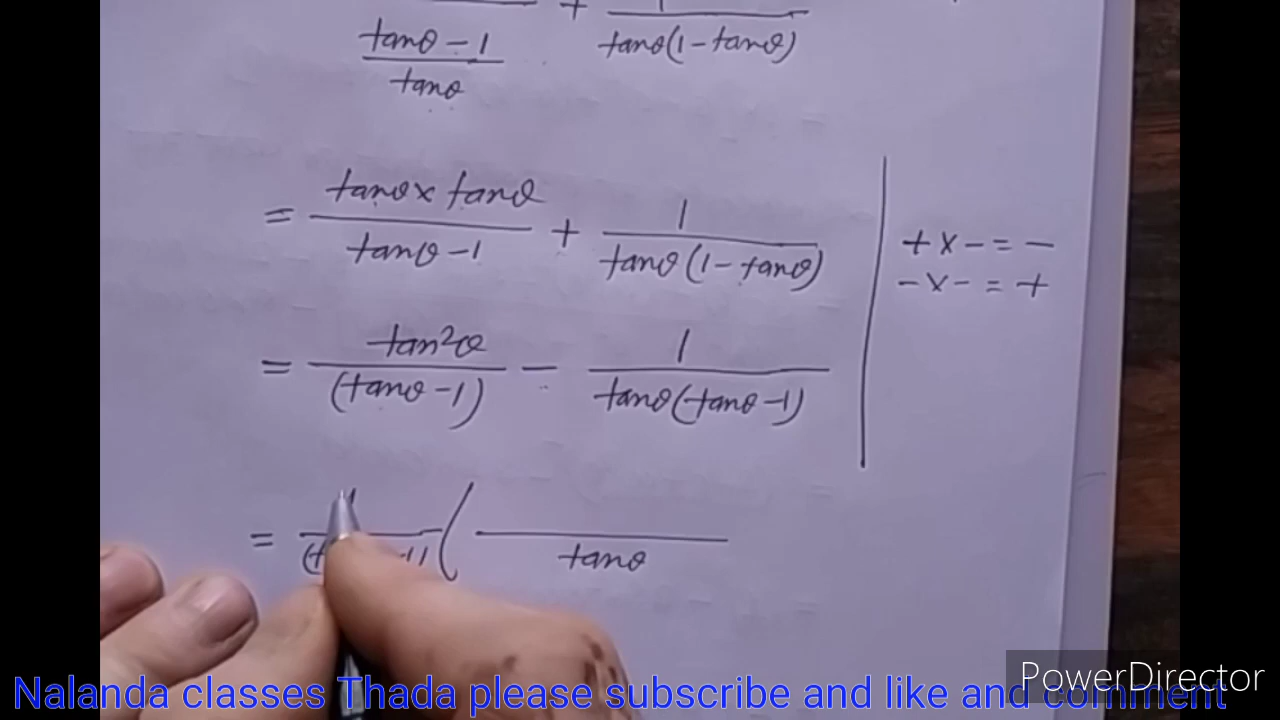 + 1
tanθ - 1 / tanθ tanθ(1 - tanθ)
= tanθ x tanθ / tanθ - 1 + 1 / tanθ (1 - tanθ)
+ x - = -
- x - = +
= tan²θ / (tanθ - 1) - 1 / tanθ(tanθ - 1)
= 1 ( / tanθ
PowerDirector
Nalanda classes Thada please subscribe and like and comment